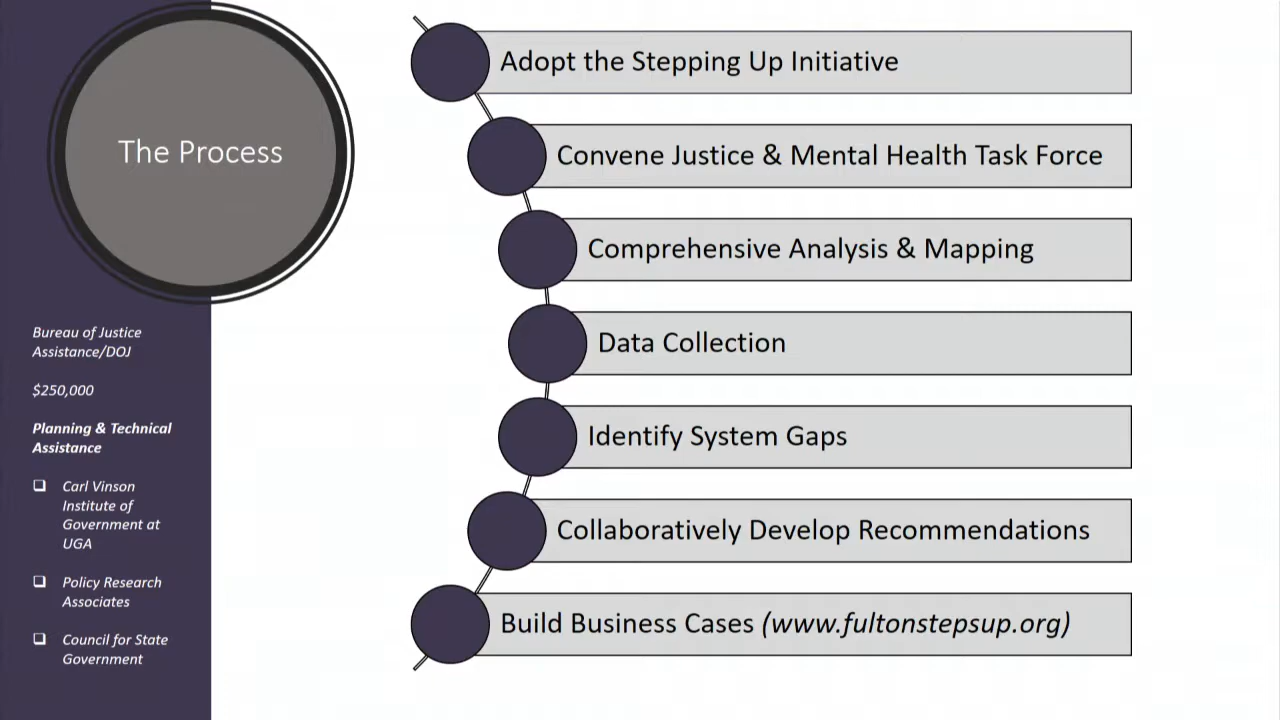 The Process
Bureau of Justice
Assistance/DOJ
$250,000
Planning & Technical
Assistance
Carl Vinson
Institute of
Government at
UGA
Policy Research
Associates
Council for State
Government
Adopt the Stepping Up Initiative
Convene Justice & Mental Health Task Force
Comprehensive Analysis & Mapping
Data Collection
Identify System Gaps
Collaboratively Develop Recommendations
Build Business Cases (www.fultonstepsup.org)